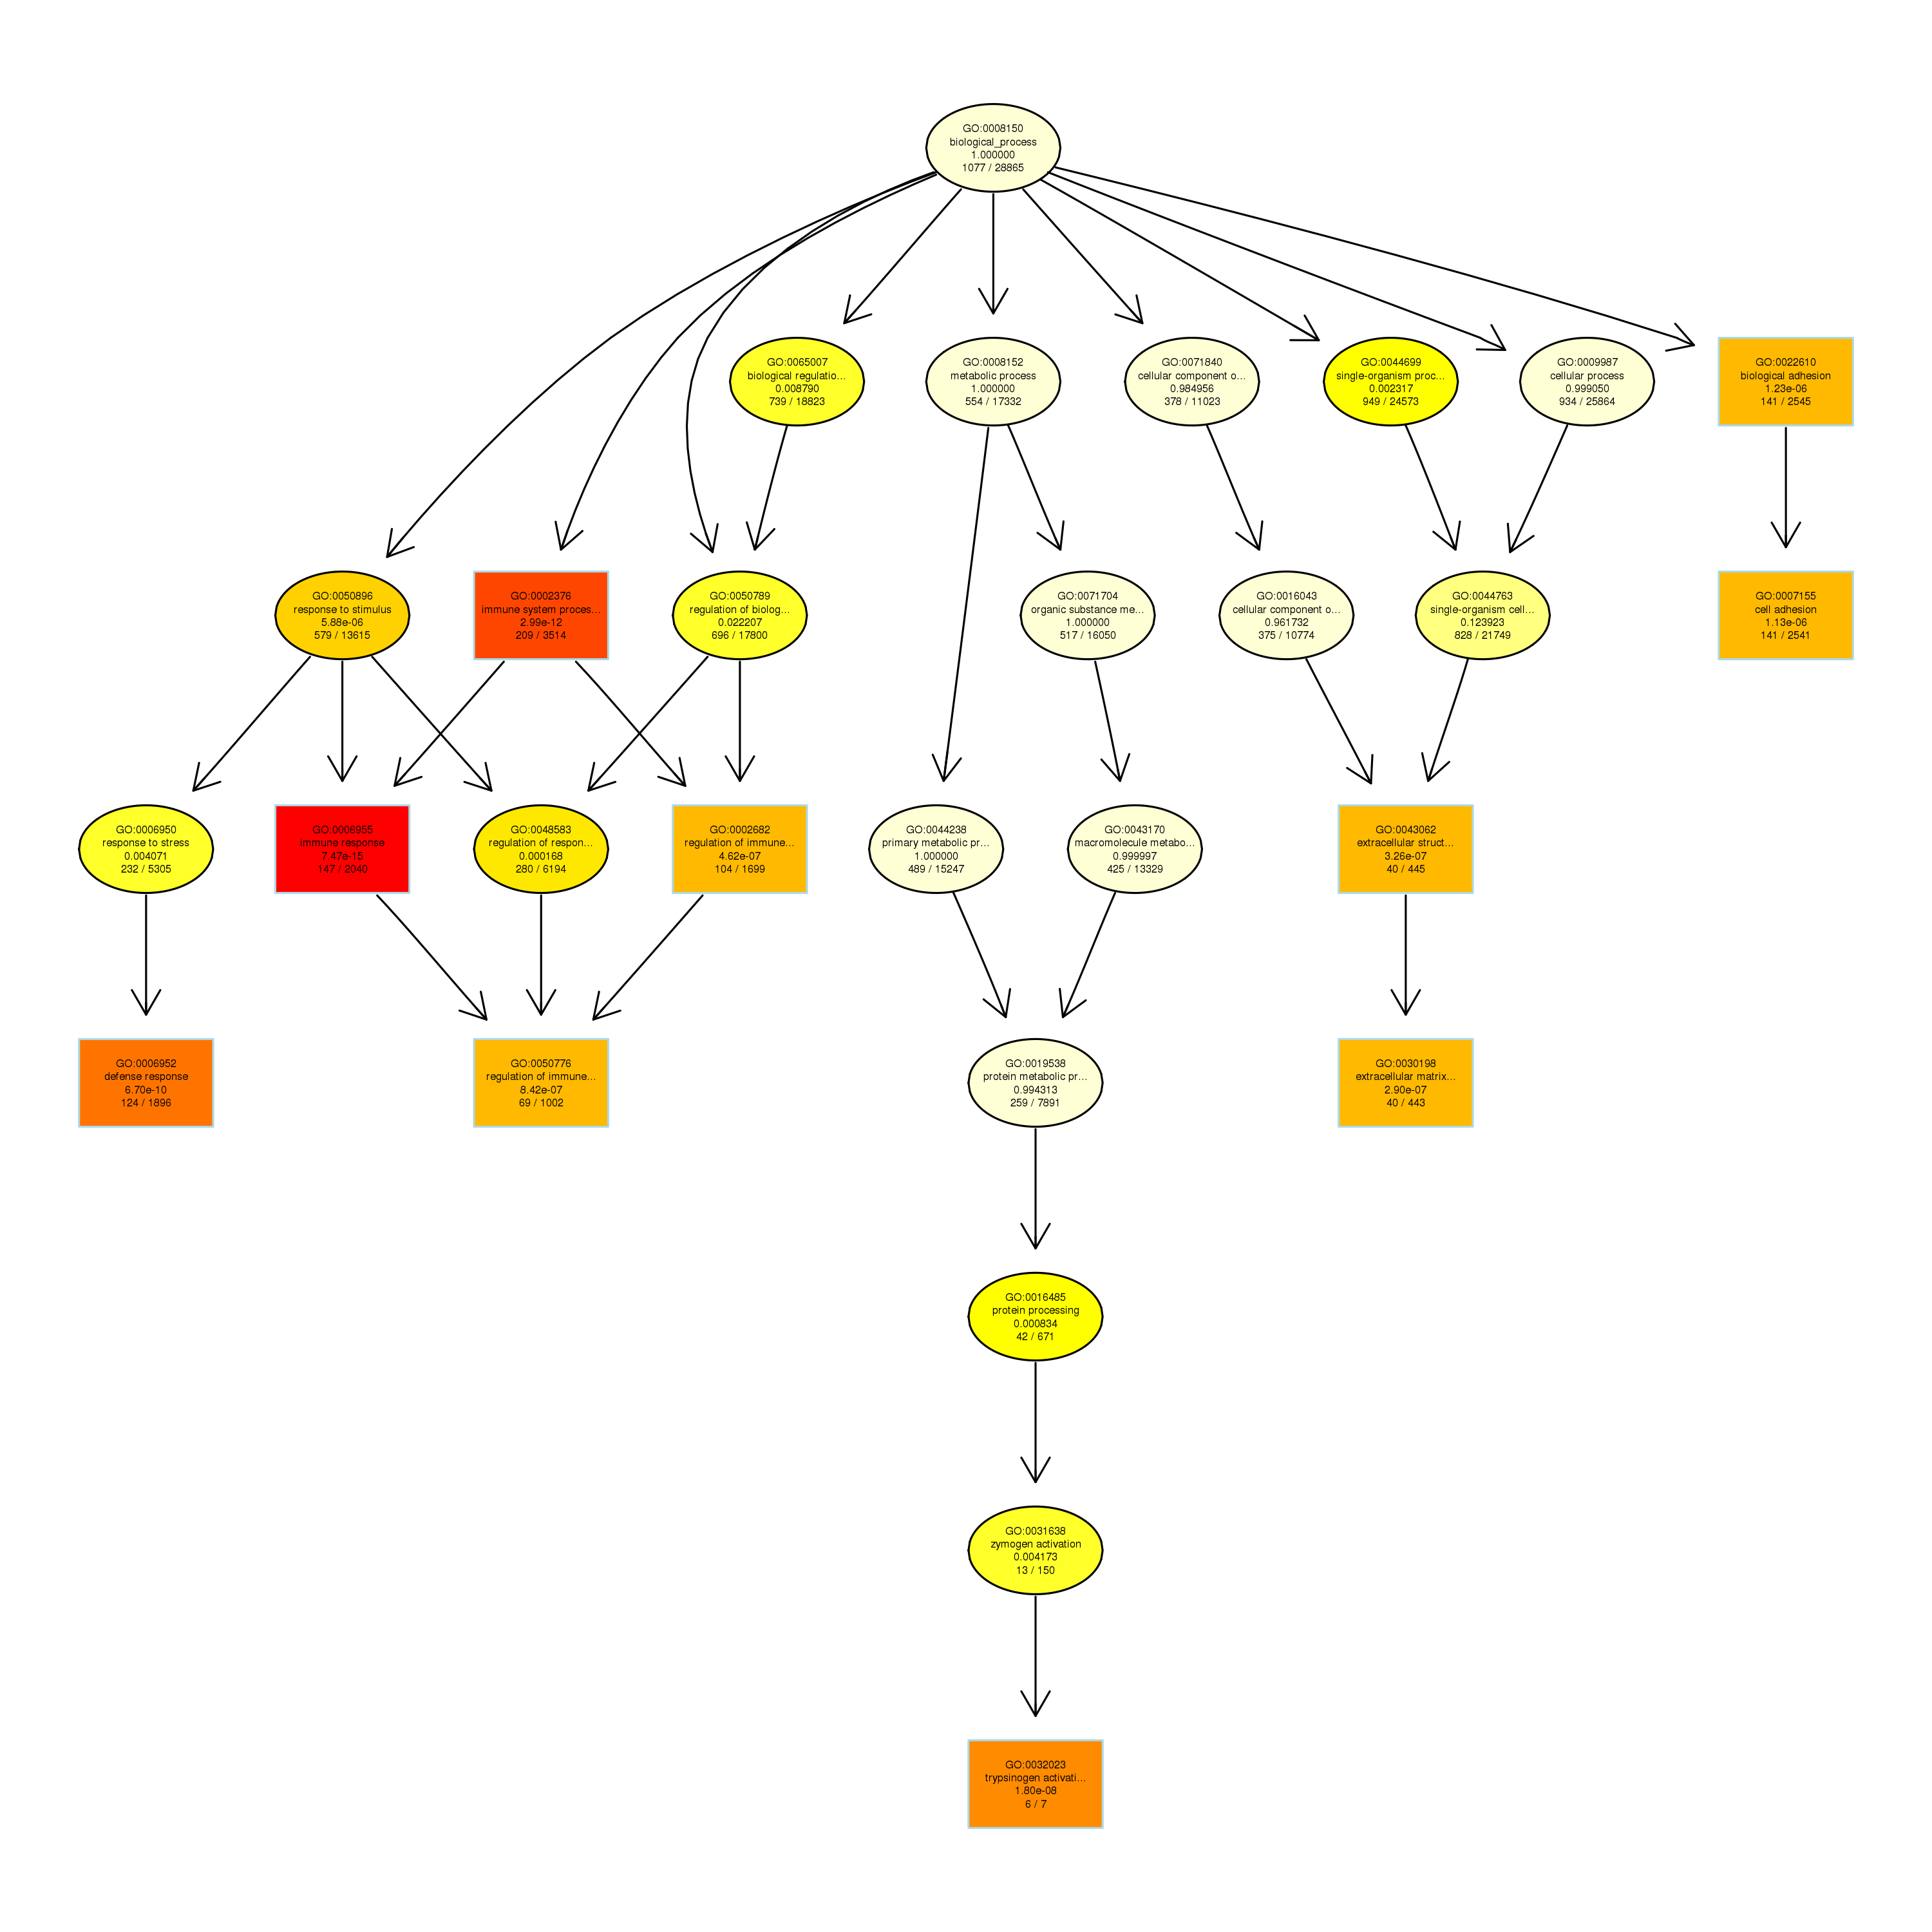 GO:0008150
biological_process
1.000000
1077 / 28865
GO:0065007
biological regulatio...
0.008790
739 / 18823
GO:0008152
metabolic process
1.000000
554 / 17332
GO:0071840
cellular component o...
0.984956
378 / 11023
GO:0044699
single-organism proc...
0.002317
949 / 24573
GO:0009987
cellular process
0.999050
934 / 25864
GO:0022610
biological adhesion
1.23e-06
141 / 2545
GO:0050896
response to stimulus
5.88e-06
579 / 13615
GO:0002376
immune system proces...
2.99e-12
209 / 3514
GO:0050789
regulation of biolog...
0.022207
696 / 17800
GO:0071704
organic substance me...
1.000000
517 / 16050
GO:0016043
cellular component o...
0.961732
375 / 10774
GO:0044763
single-organism cell...
0.123923
828 / 21749
GO:0007155
cell adhesion
1.13e-06
141 / 2541
GO:0006950
response to stress
0.004071
232 / 5305
GO:0006955
immune response
7.47e-15
147 / 2040
GO:0048583
regulation of respon...
0.000168
280 / 6194
GO:0002682
regulation of immune...
4.62e-07
104 / 1699
GO:0044238
primary metabolic pr...
1.000000
489 / 15247
GO:0043170
macromolecule metabo...
0.999997
425 / 13329
GO:0043062
extracellular struct...
3.26e-07
40 / 445
GO:0006952
defense response
6.70e-10
124 / 1896
GO:0050776
regulation of immune...
8.42e-07
69 / 1002
GO:0019538
protein metabolic pr...
0.994313
259 / 7891
GO:0030198
extracellular matrix...
2.90e-07
40 / 443
GO:0016485
protein processing
0.000834
42 / 671
GO:0031638
zymogen activation
0.004173
13 / 150
GO:0032023
trypsinogen activati...
1.80e-08
6 / 7